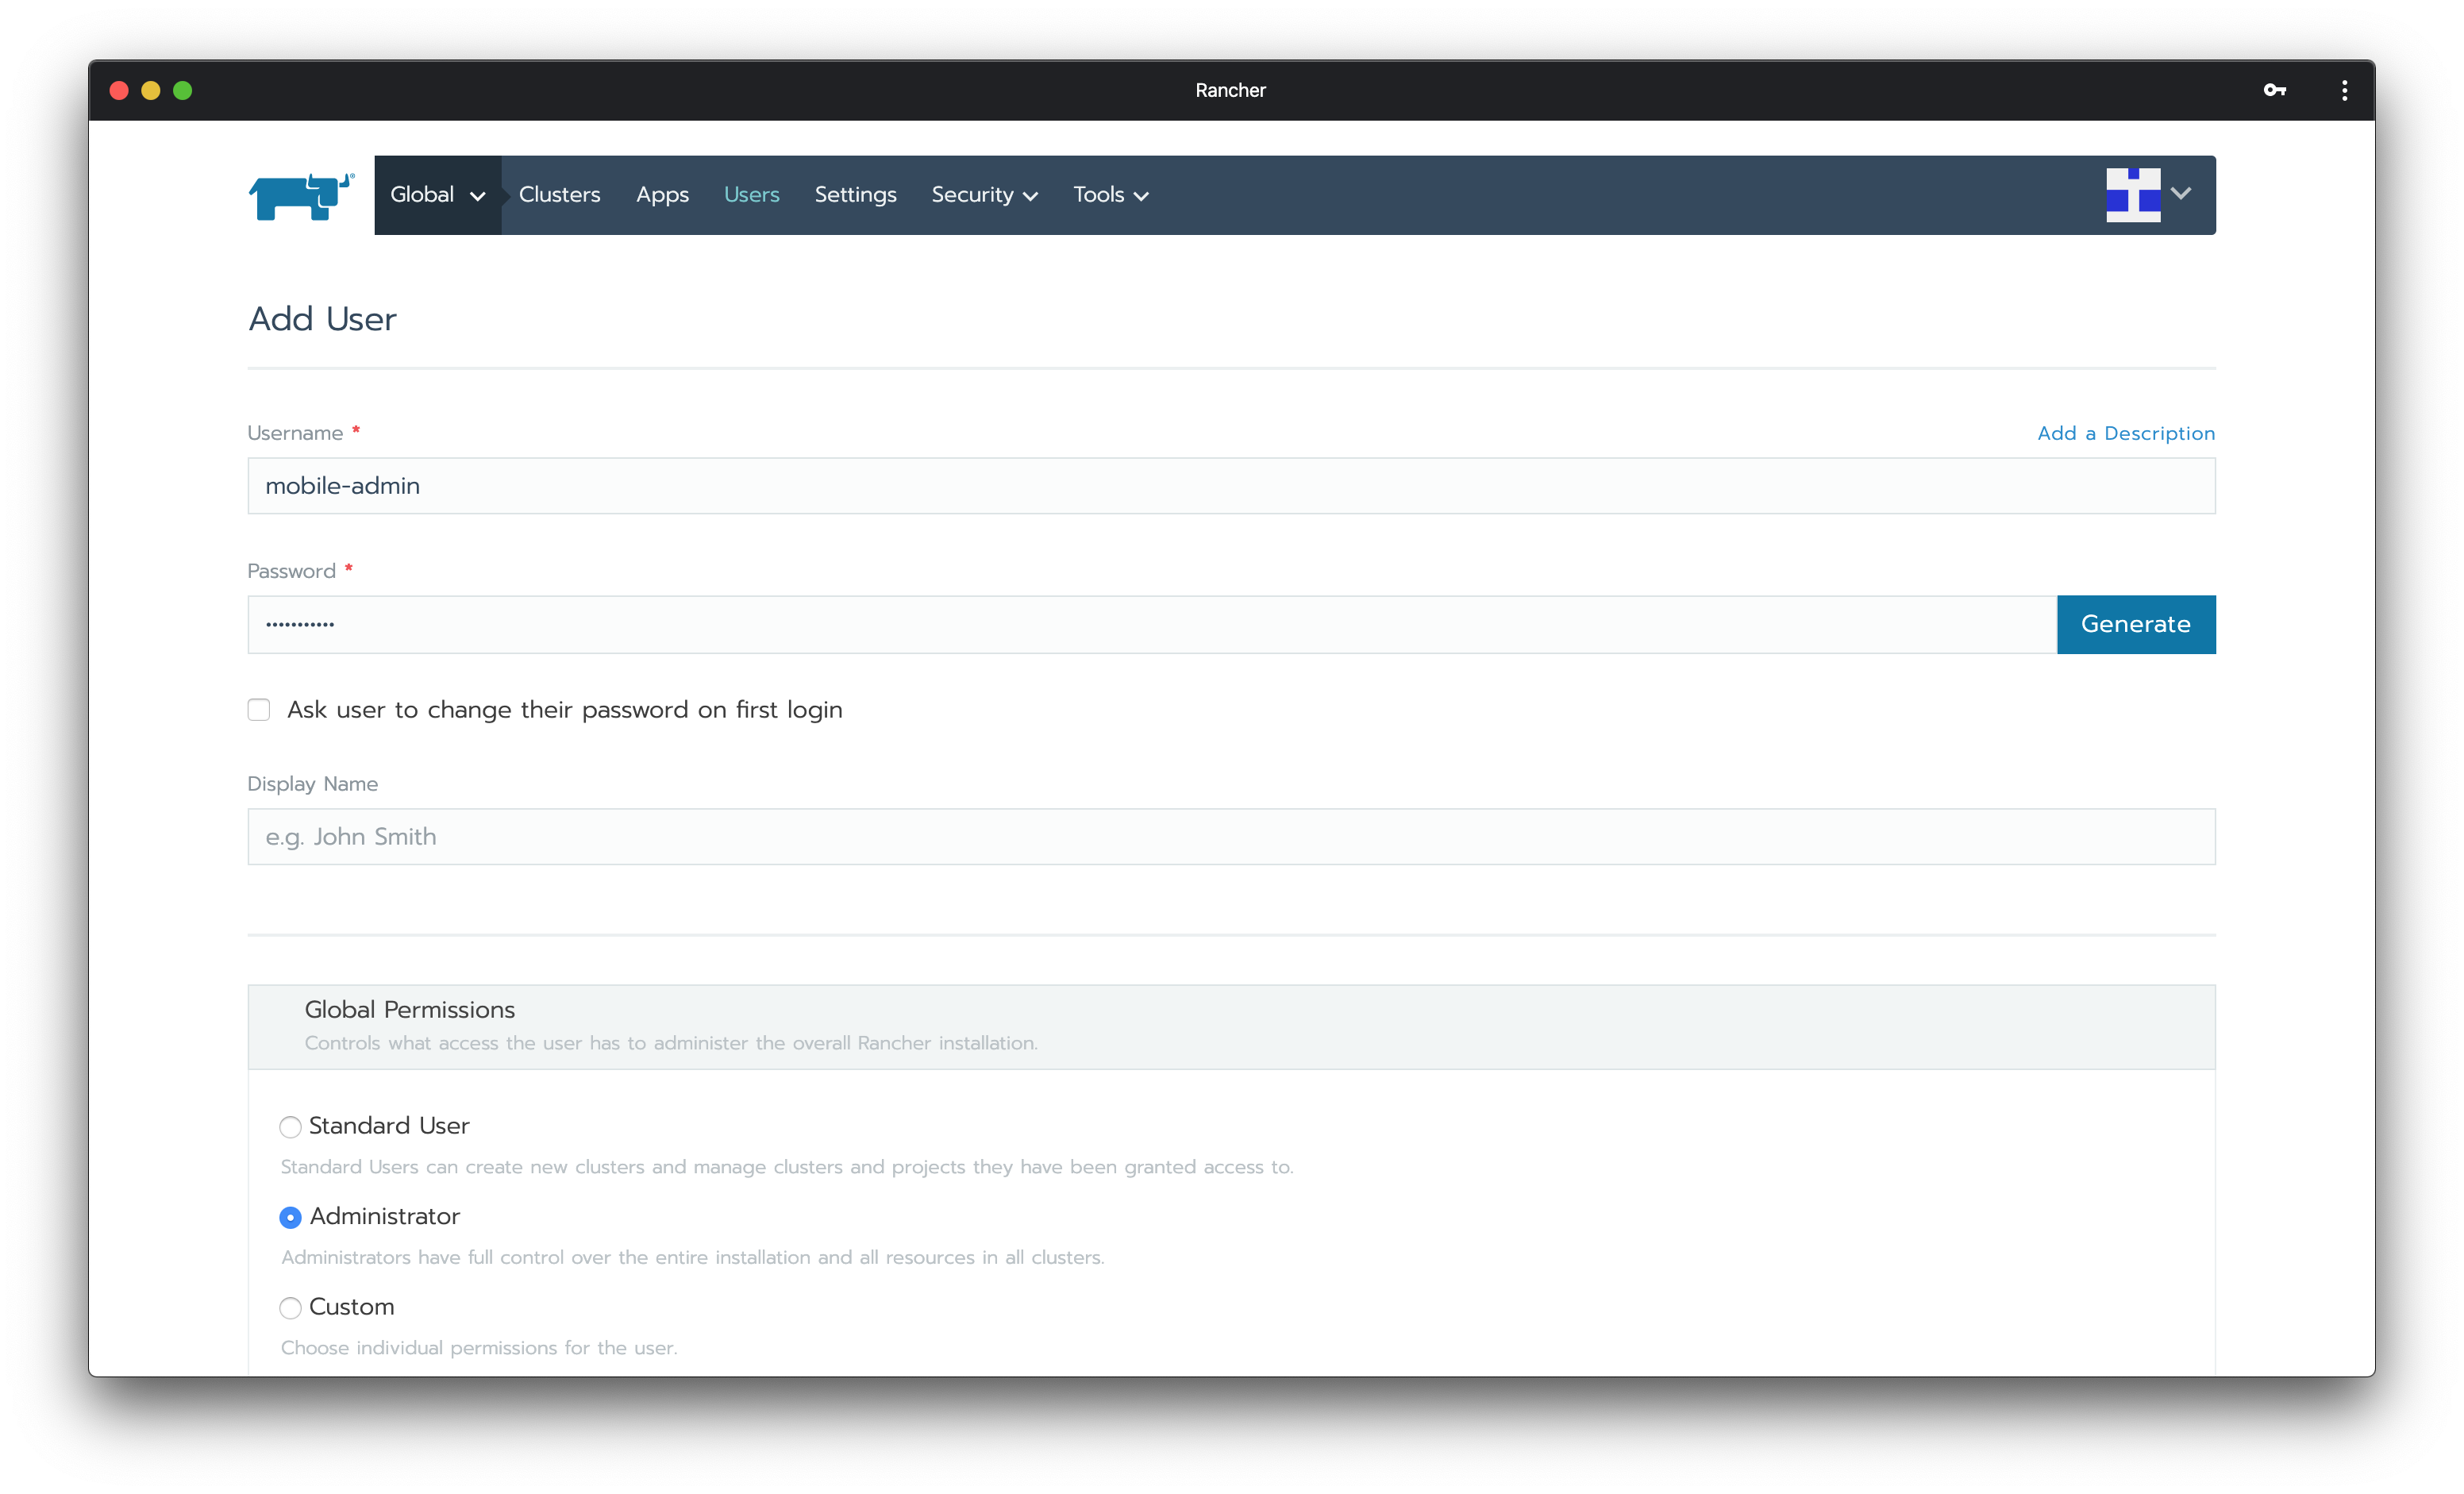 Rancher
Global Clusters Apps Users Settings Security Tools
Add User
Username * Add a Description
mobile-admin
Password *
••••••••••• Generate
Ask user to change their password on first login
Display Name
e.g. John Smith
Global Permissions
Controls what access the user has to administer the overall Rancher installation.
Standard User
Standard Users can create new clusters and manage clusters and projects they have been granted access to.
Administrator
Administrators have full control over the entire installation and all resources in all clusters.
Custom
Choose individual permissions for the user.